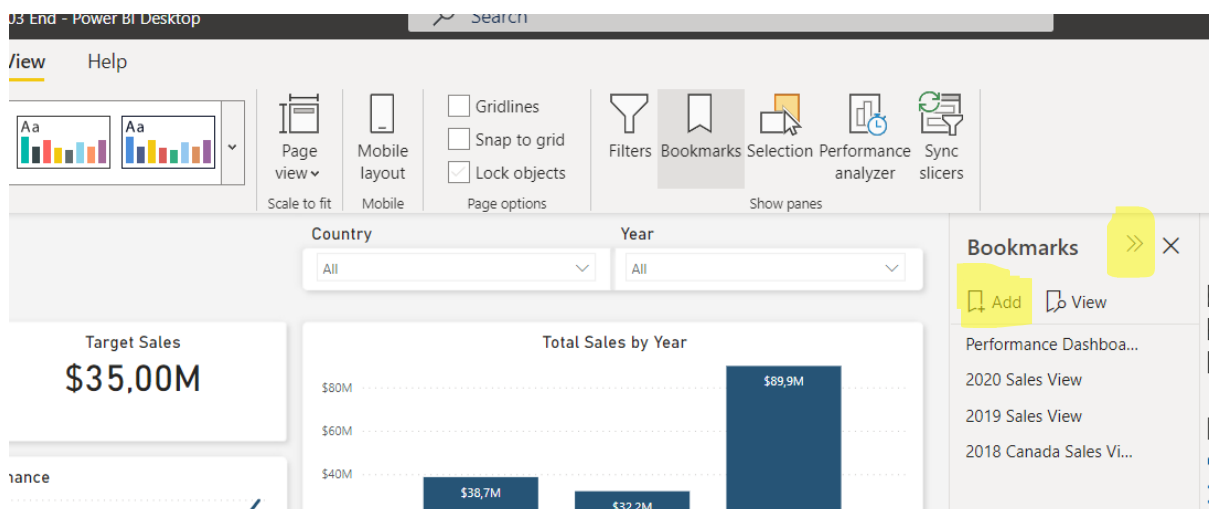 03 End - Power BI Desktop
Search
View
Help
Aa
Aa
Page view
Mobile layout
Gridlines
Snap to grid
Lock objects
Filters
Bookmarks
Selection
Performance analyzer
Sync slicers
Scale to fit
Mobile
Page options
Show panes
Country
Year
All
All
Bookmarks
Add
View
Performance Dashboa...
2020 Sales View
2019 Sales View
2018 Canada Sales Vi...
Target Sales
$35,00M
Total Sales by Year
$80M
$60M
$40M
$89,9M
$38,7M
$32,2M